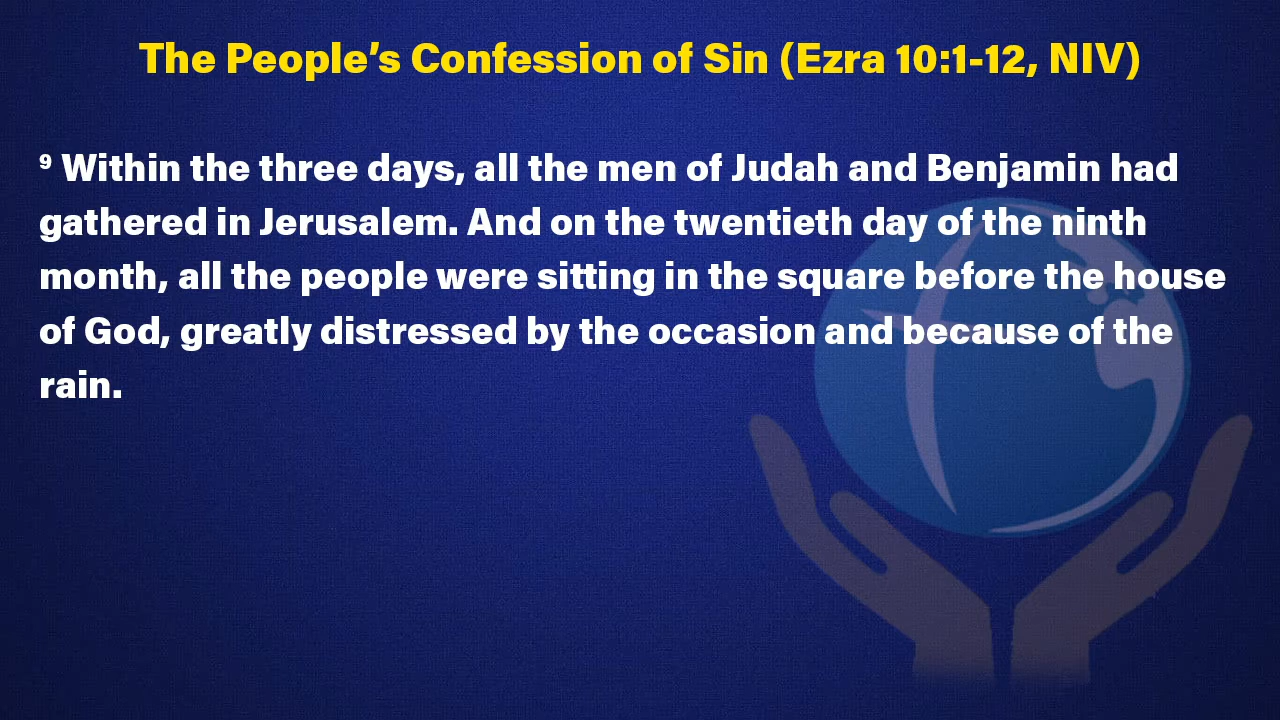 The People’s Confession of Sin (Ezra 10:1-12, NIV)
⁹ Within the three days, all the men of Judah and Benjamin had
gathered in Jerusalem. And on the twentieth day of the ninth
month, all the people were sitting in the square before the house
of God, greatly distressed by the occasion and because of the
rain.